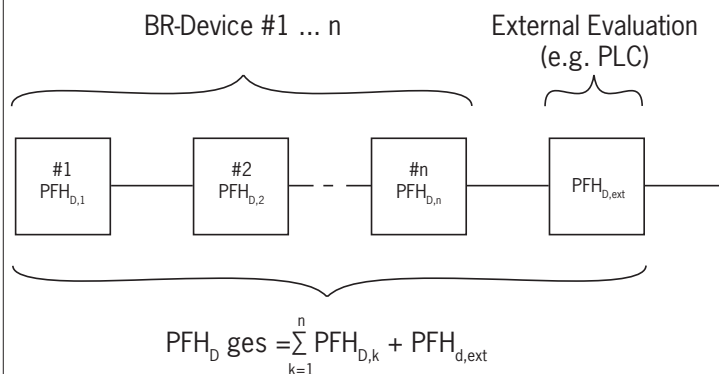 BR-Device #1 ... n
External Evaluation
(e.g. PLC)
#1
PFH_D,1
#2
PFH_D,2
#n
PFH_D,n
PFH_D,ext
PFH_D ges =∑ PFH_D,k + PFH_d,ext
n
k=1